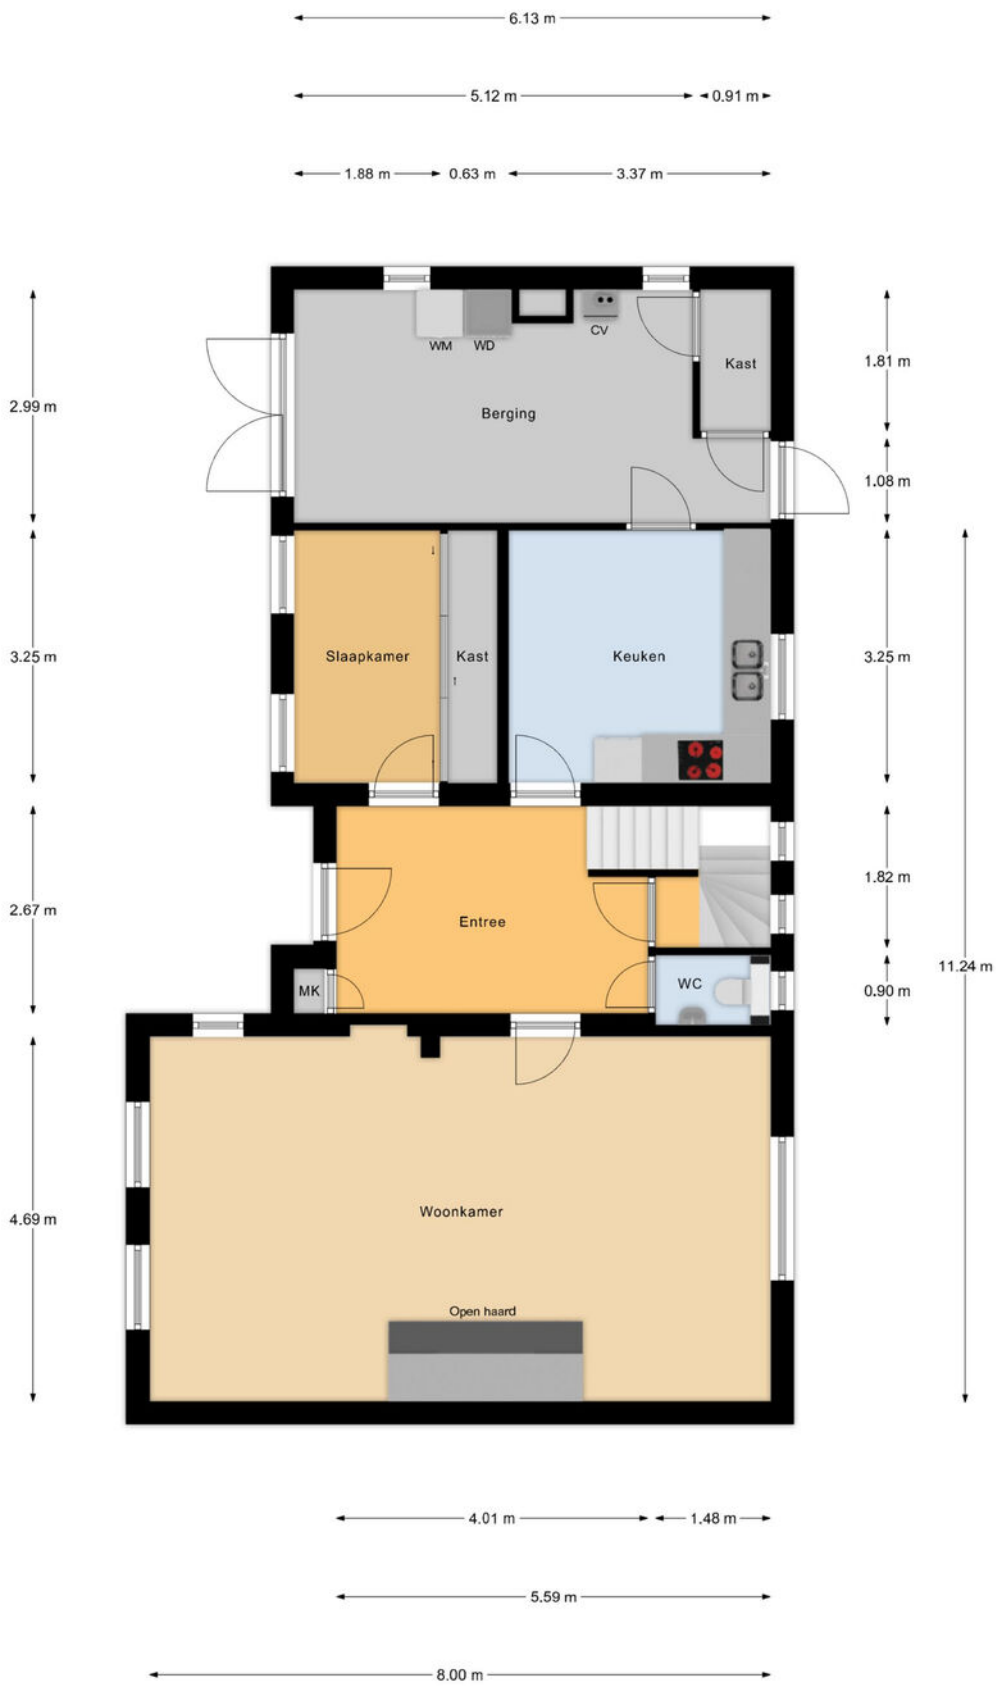 6.13 m
5.12 m
0.91 m
1.88 m
0.63 m
3.37 m
WM
WD
CV
Kast
1.81 m
2.99 m
Berging
1.08 m
3.25 m
Slaapkamer
Kast
Keuken
3.25 m
1.82 m
2.67 m
Entree
11.24 m
MK
WC
0.90 m
4.69 m
Woonkamer
Open haard
4.01 m
1.48 m
5.59 m
8.00 m